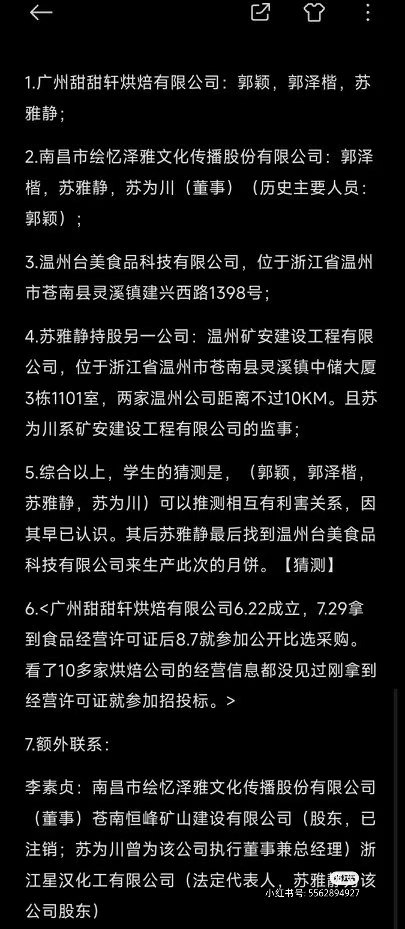 1.广州甜甜轩烘焙有限公司：郭颖，郭泽楷，苏
雅静；
2.南昌市绘忆泽雅文化传播股份有限公司：郭泽
楷，苏雅静，苏为川（董事）（历史主要人员：
郭颖）；
3.温州台美食品科技有限公司，位于浙江省温州
市苍南县灵溪镇建兴西路1398号；
4.苏雅静持股另一公司：温州矿安建设工程有限
公司，位于浙江省温州市苍南县灵溪镇中储大厦
3栋1101室，两家温州公司距离不过10KM。且苏
为川系矿安建设工程有限公司的监事；
5.综合以上，学生的猜测是，（郭颖，郭泽楷，
苏雅静，苏为川）可以推测相互有利害关系，因
其早已认识。其后苏雅静最后找到温州台美食品
科技有限公司来生产此次的月饼。【猜测】
6.<广州甜甜轩烘焙有限公司6.22成立，7.29拿
到食品经营许可证后8.7就参加公开比选采购。
看了10多家烘焙公司的经营信息都没见过刚拿到
经营许可证就参加招投标。>
7.额外联系：
李素贞：南昌市绘忆泽雅文化传播股份有限公司
（董事）苍南恒峰矿山建设有限公司（股东，已
注销；苏为川曾为该公司执行董事兼总经理）浙
江星汉化工有限公司（法定代表人，苏雅静为该
公司股东）
小红书号: 5562894927